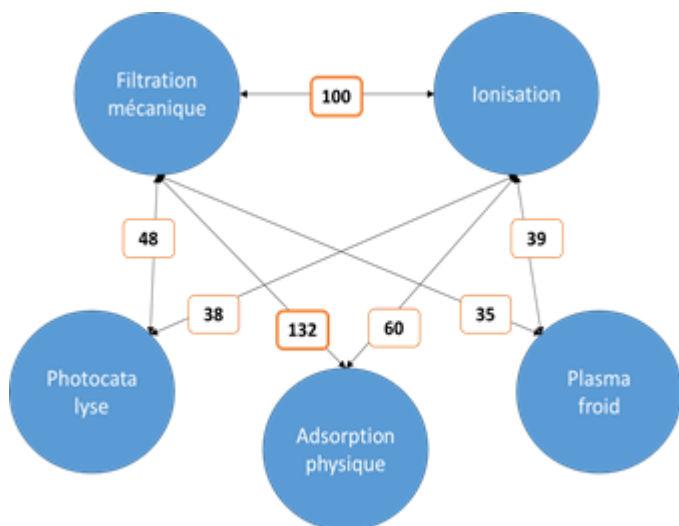 Filtration
mécanique
100
Ionisation
48
39
38
132
60
35
Photocata
lyse
Adsorption
physique
Plasma
froid